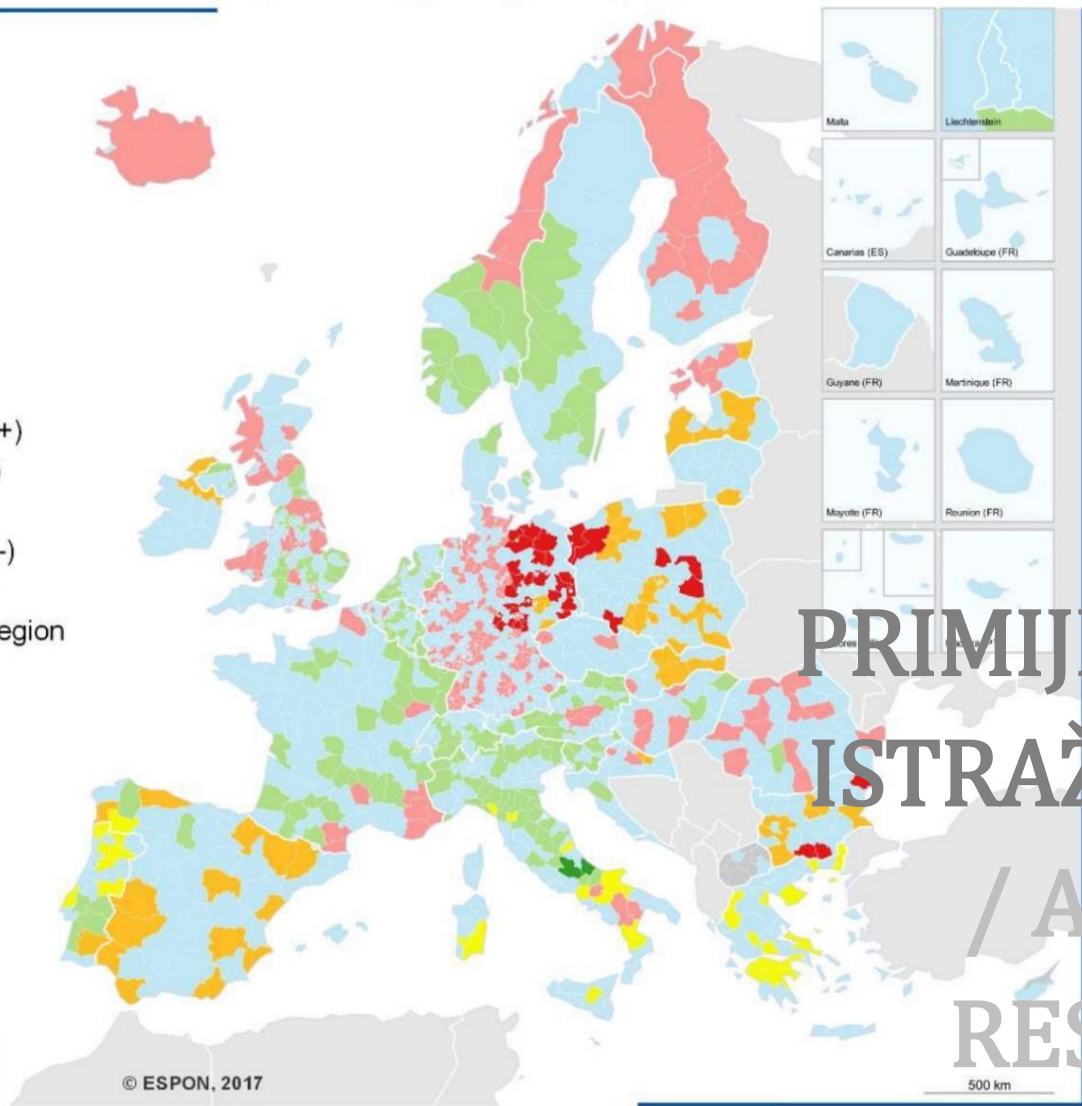 +)
-)
egion
Malta
Liechtenstein
Canarias (ES)
Guadeloupe (FR)
Guyane (FR)
Martinique (FR)
Mayotte (FR)
Reunion (FR)
PRIMIJ
ISTRAŽ
/ A
RES
© ESPON, 2017
500 km